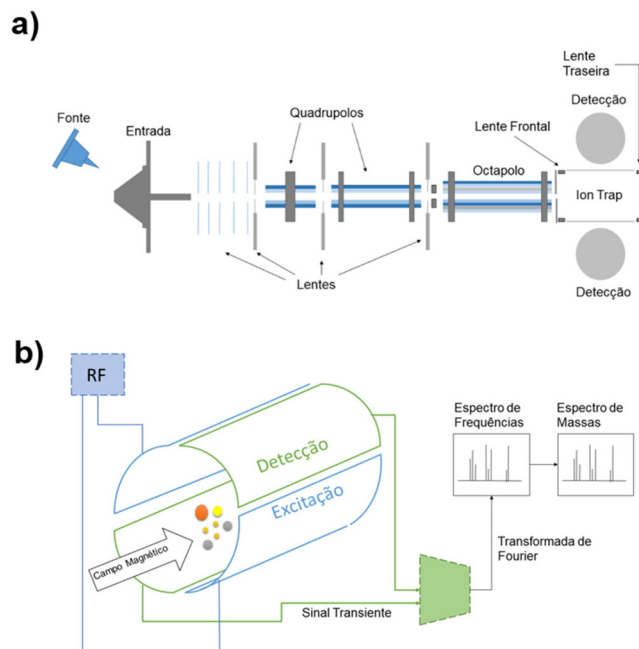 a)
Lente
Traseira
Fonte
Entrada
Quadrupolos
Lente Frontal
Detecção
Octapolo
Ion Trap
Lentes
Detecção
b)
RF
Espectro de
Frequências
Espectro de
Massas
Detecção
Excitação
Campo Magnético
Transformada de
Fourier
Sinal Transiente